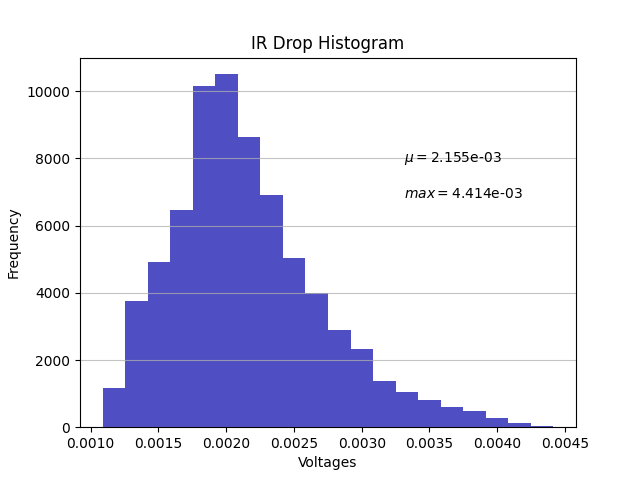 IR Drop Histogram
10000
8000
6000
4000
2000
0
Frequency
μ = 2.155e-03
max = 4.414e-03
0.0010 0.0015 0.0020 0.0025 0.0030 0.0035 0.0040 0.0045
Voltages